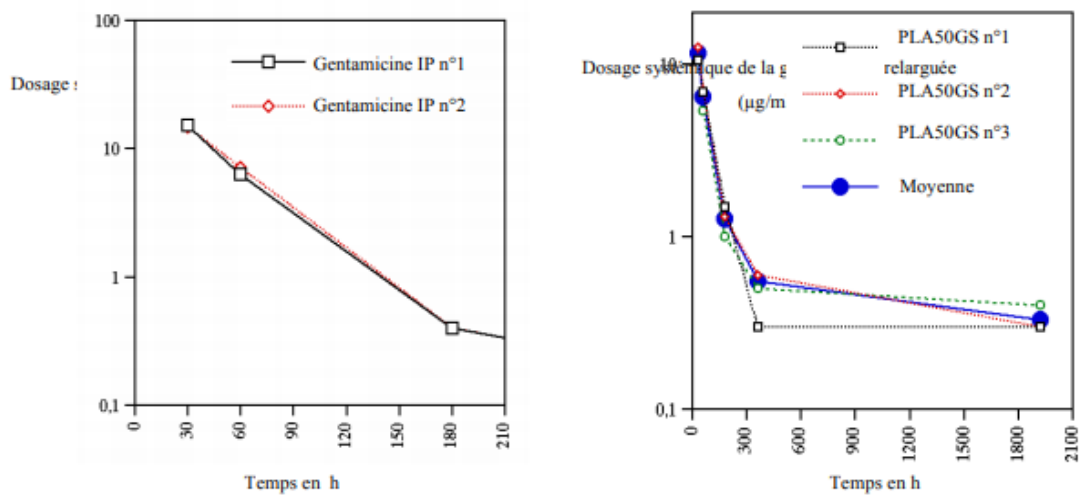 100
10
1
0,1
Dosage s
Gentamicine IP n°1
Gentamicine IP n°2
0
30
60
90
120
150
180
210
Temps en h
Dosage systémique de la g
relarguée
(µg/m
10
1
0,1
PLA50GS n°1
PLA50GS n°2
PLA50GS n°3
Moyenne
0
300
600
900
1200
1500
1800
2100
Temps en h